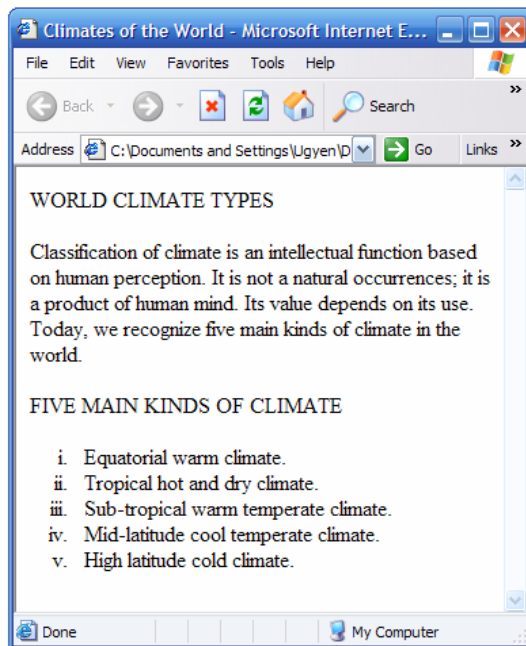 Climates of the World - Microsoft Internet E...
File Edit View Favorites Tools Help
Back Search
Address C:\Documents and Settings\Ugyen\D Go Links »
WORLD CLIMATE TYPES
Classification of climate is an intellectual function based
on human perception. It is not a natural occurrences; it is
a product of human mind. Its value depends on its use.
Today, we recognize five main kinds of climate in the
world.
FIVE MAIN KINDS OF CLIMATE
i. Equatorial warm climate.
ii. Tropical hot and dry climate.
iii. Sub-tropical warm temperate climate.
iv. Mid-latitude cool temperate climate.
v. High latitude cold climate.
Done My Computer